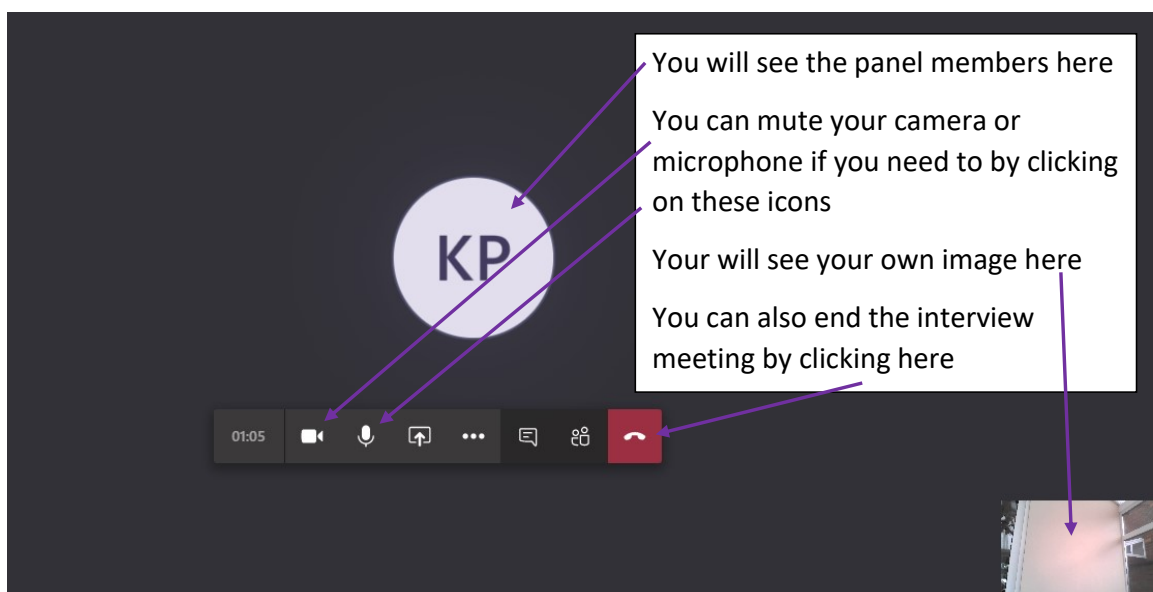 You will see the panel members here
You can mute your camera or
microphone if you need to by clicking
on these icons
Your will see your own image here
You can also end the interview
meeting by clicking here
KP
01:05